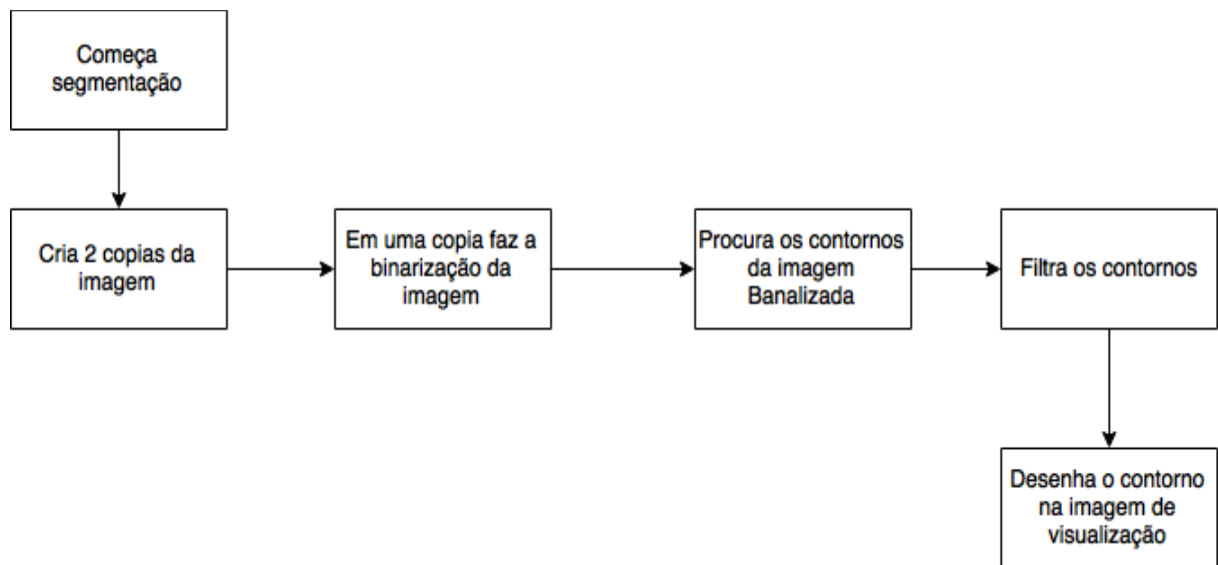 Começa
segmentação
Cria 2 copias da
imagem
Em uma copia faz a
binarização da
imagem
Procura os contornos
da imagem
Banalizada
Filtra os contornos
Desenha o contorno
na imagem de
visualização